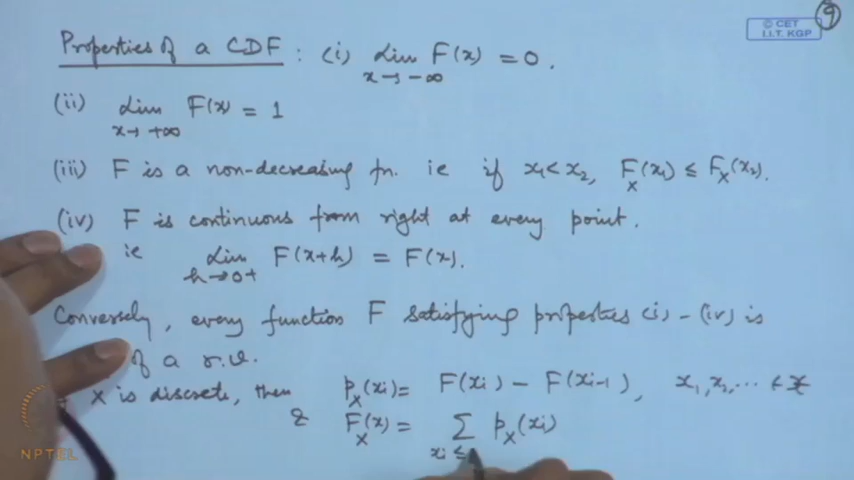 9
© CET
I.I.T. KGP
Properties of a CDF : (i) lim F(x) = 0.
x→ -∞
(ii) lim F(x) = 1
x→ +∞
(iii) F is a non-decreasing fn. ie if x₁<x₂, F_X(x₁) ≤ F_X(x₂).
(iv) F is continuous from right at every point.
ie lim F(x+h) = F(x).
h→0+
Conversely, every function F satisfying properties (i) - (iv) is
of a r.v.
X is discrete, then p_X(xᵢ) = F(xᵢ) - F(xᵢ₋₁), x₁, x₂, ... ∈ X
& F_X(x) = Σ p_X(xᵢ)
xᵢ ≤
NPTEL